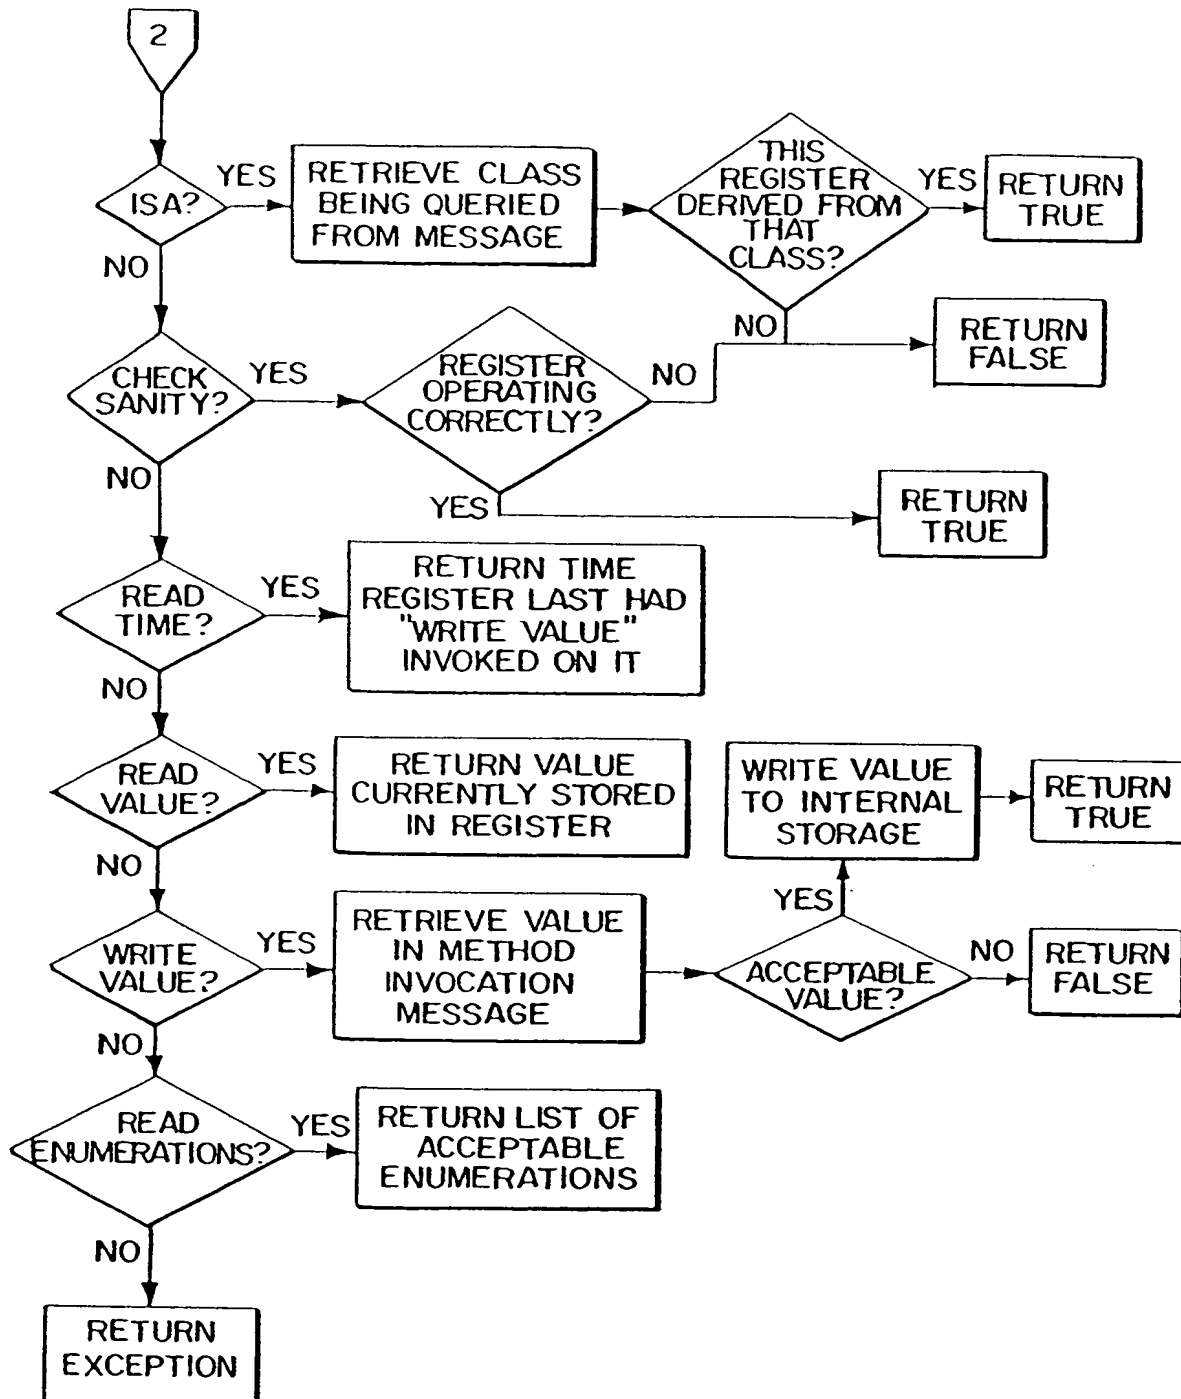 2
ISA?
YES
RETRIEVE CLASS
BEING QUERIED
FROM MESSAGE
THIS
REGISTER
DERIVED FROM
THAT
CLASS?
YES
RETURN
TRUE
NO
NO
RETURN
FALSE
CHECK
SANITY?
YES
REGISTER
OPERATING
CORRECTLY?
NO
NO
YES
RETURN
TRUE
READ
TIME?
YES
RETURN TIME
REGISTER LAST HAD
"WRITE VALUE"
INVOKED ON IT
NO
READ
VALUE?
YES
RETURN VALUE
CURRENTLY STORED
IN REGISTER
WRITE VALUE
TO INTERNAL
STORAGE
RETURN
TRUE
NO
YES
WRITE
VALUE?
YES
RETRIEVE VALUE
IN METHOD
INVOCATION
MESSAGE
ACCEPTABLE
VALUE?
NO
RETURN
FALSE
NO
READ
ENUMERATIONS?
YES
RETURN LIST OF
ACCEPTABLE
ENUMERATIONS
NO
RETURN
EXCEPTION